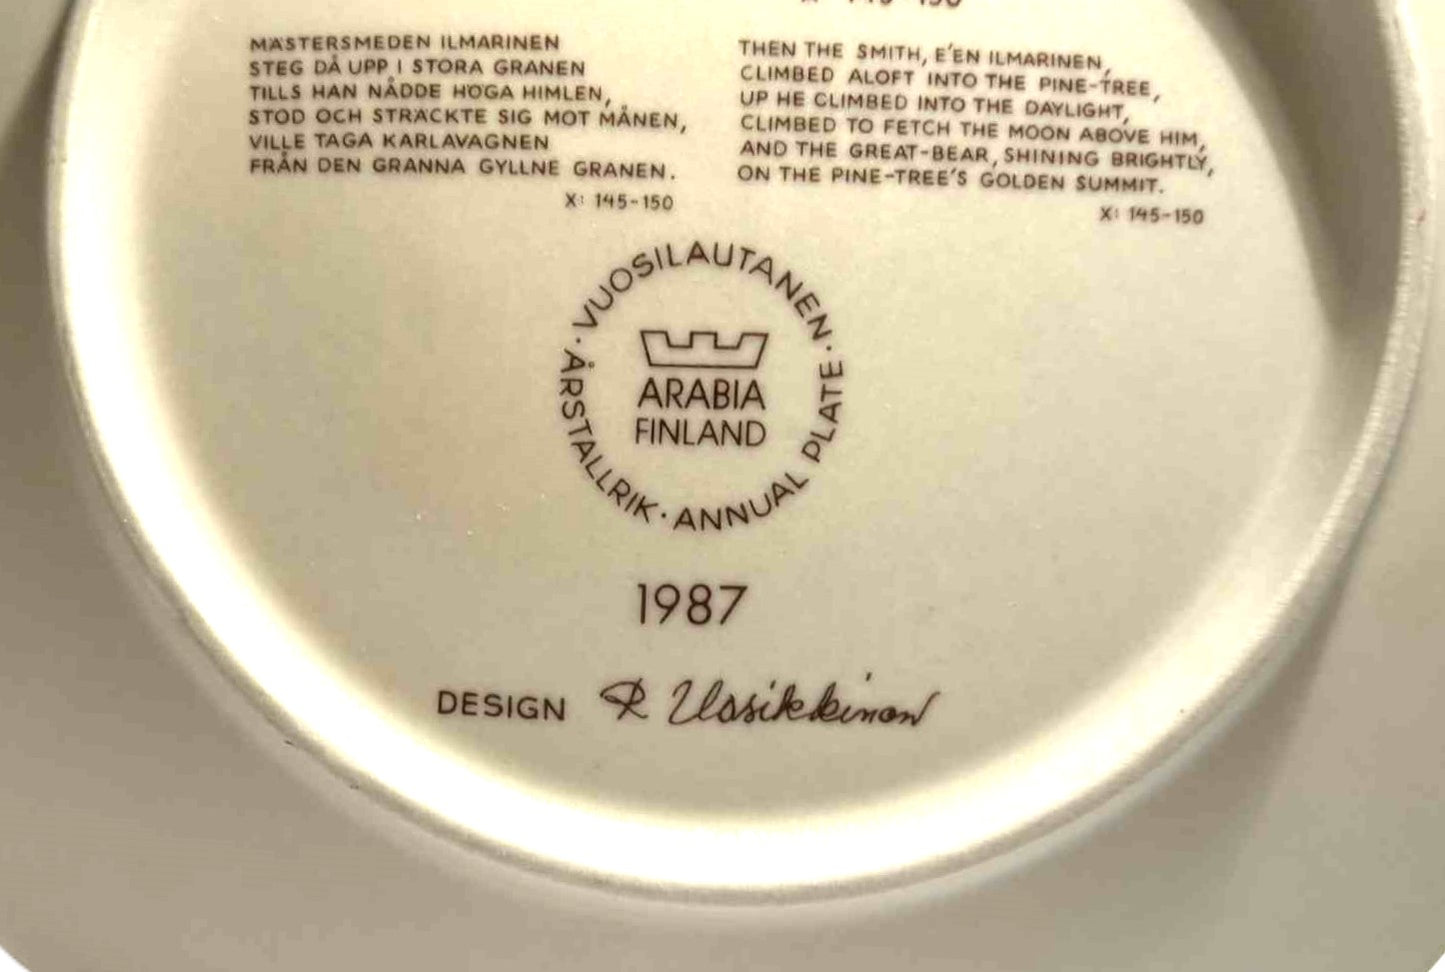 X: 145-150
MÄSTERSMEDEN ILMARINEN
STEG DÅ UPP I STORA GRANEN
TILLS HAN NÅDDE HÖGA HIMLEN,
STOD OCH STRÄCKTE SIG MOT MÅNEN,
VILLE TAGA KARLAVAGNEN
FRÅN DEN GRANNA GYLLNE GRANEN.
X: 145-150
THEN THE SMITH, E'EN ILMARINEN,
CLIMBED ALOFT INTO THE PINE-TREE,
UP HE CLIMBED INTO THE DAYLIGHT,
CLIMBED TO FETCH THE MOON ABOVE HIM,
AND THE GREAT-BEAR, SHINING BRIGHTLY,
ON THE PINE-TREE'S GOLDEN SUMMIT.
X: 145-150
· VUOSILAUTANEN · ANNUAL PLATE · ÅRSTALLRIK
ARABIA
FINLAND
1987
DESIGN R Uosikkinen